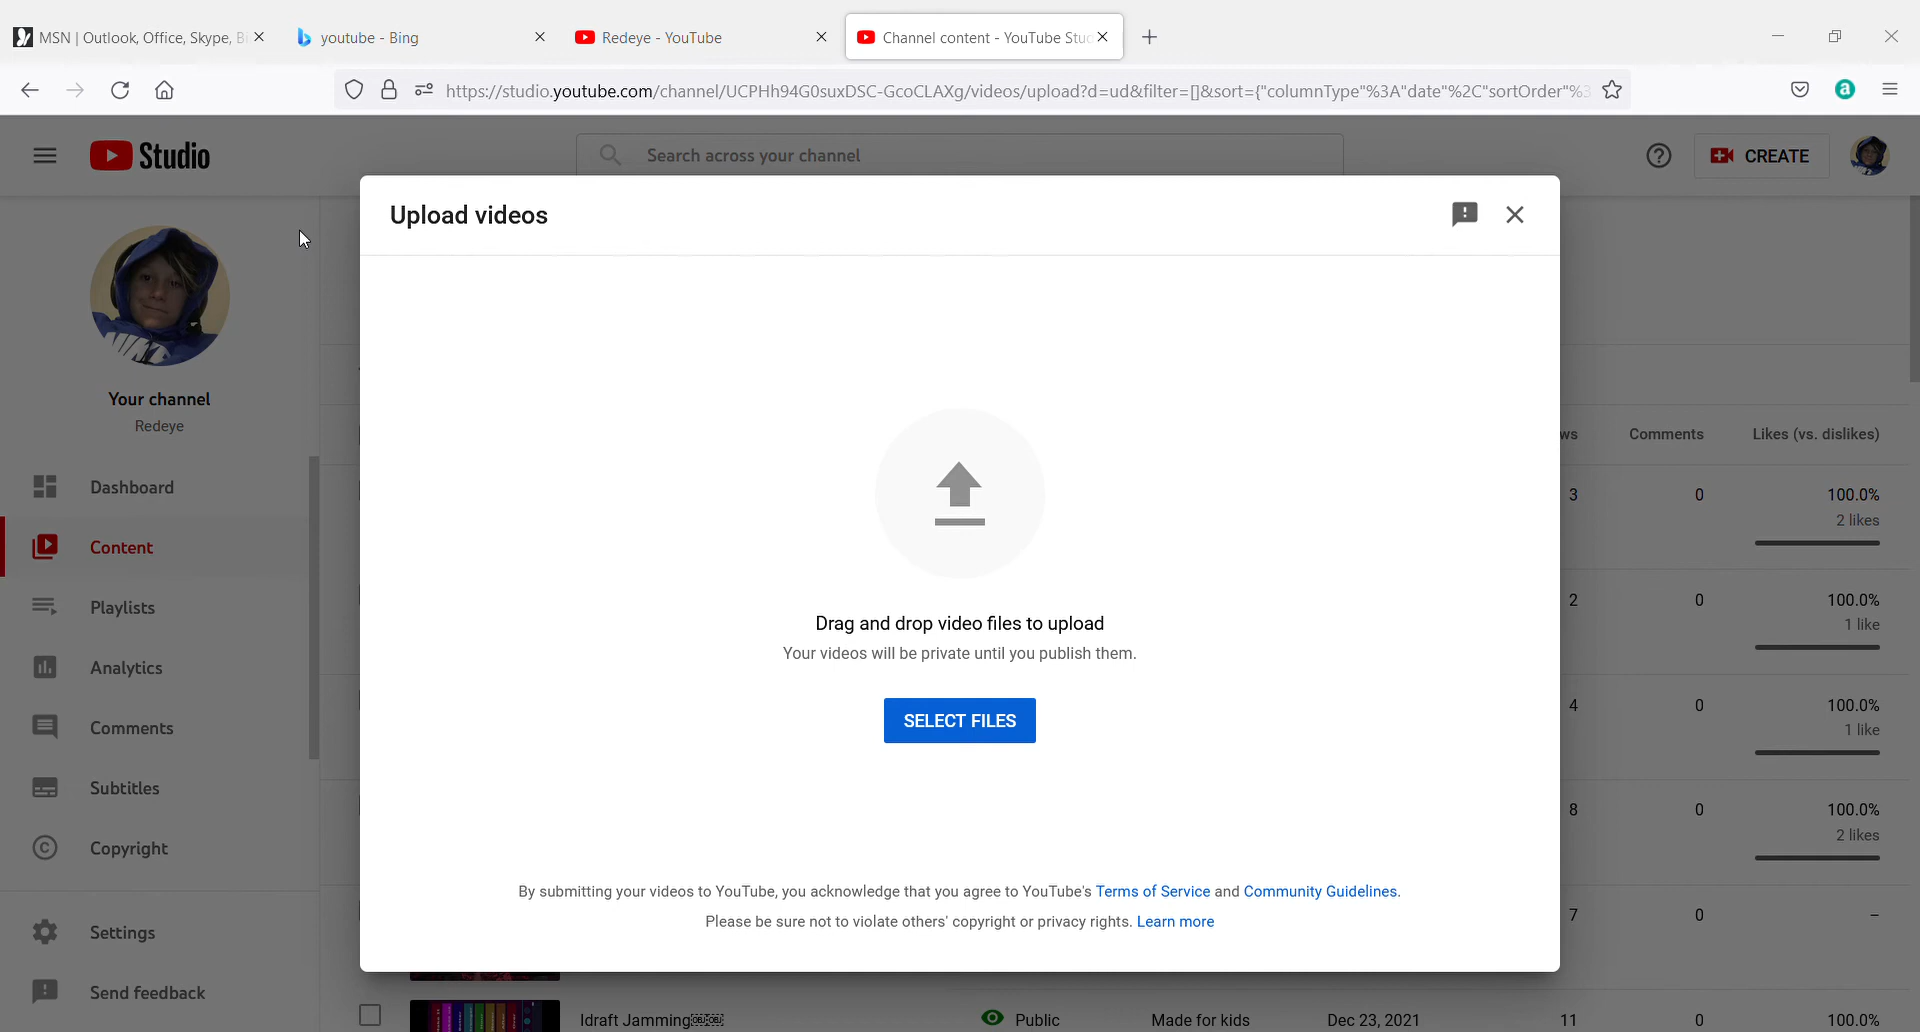 MSN | Outlook, Office, Skype, B
youtube - Bing
Redeye - YouTube
Channel content - YouTube Stu
https://studio.youtube.com/channel/UCPHh94G0suxDSC-GcoCLAXg/videos/upload?d=ud&filter=[]&sort={"columnType"%3A"date"%2C"sortOrder"%3
Studio
Search across your channel
CREATE
Upload videos
Your channel
Redeye
Dashboard
Content
Playlists
Analytics
Comments
Subtitles
Copyright
Settings
Send feedback
Drag and drop video files to upload
Your videos will be private until you publish them.
SELECT FILES
By submitting your videos to YouTube, you acknowledge that you agree to YouTube's Terms of Service and Community Guidelines.
Please be sure not to violate others' copyright or privacy rights. Learn more
ws Comments Likes (vs. dislikes)
3 0 100.0%
2 likes
2 0 100.0%
1 like
4 0 100.0%
1 like
8 0 100.0%
2 likes
7 0 –
Idraft Jamming Public Made for kids Dec 23, 2021 11 0 100.0%